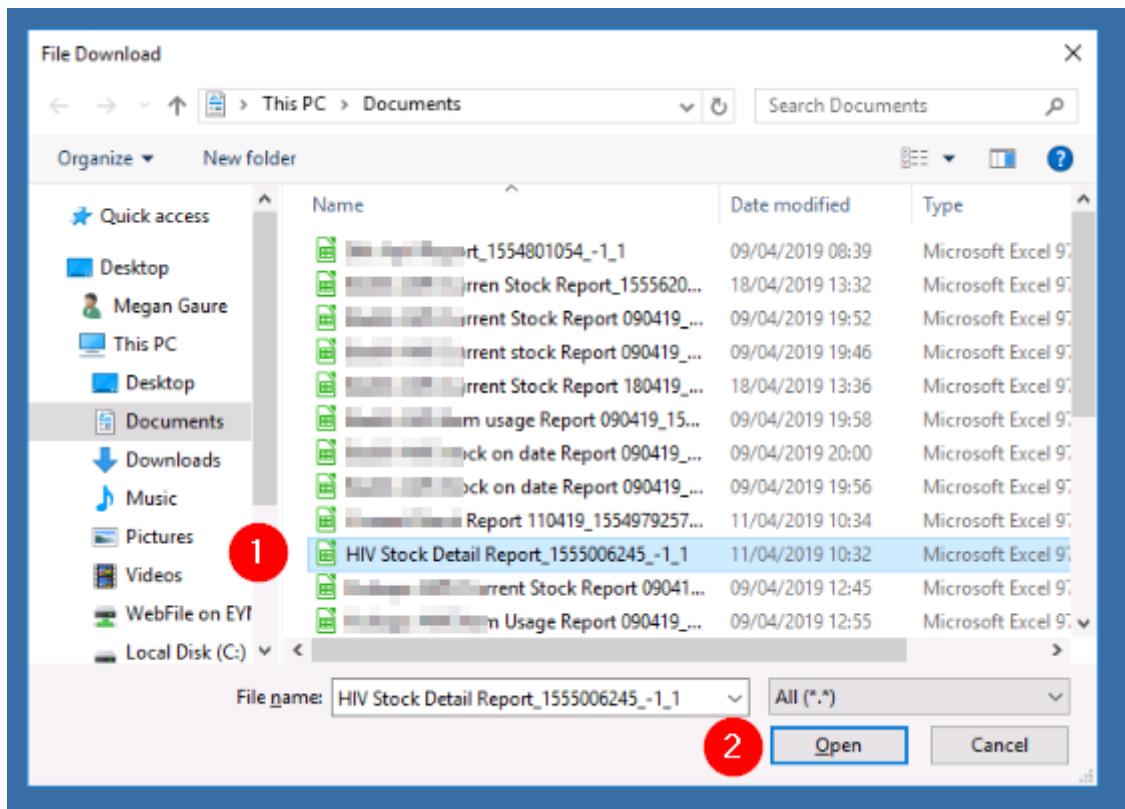 File Download
This PC > Documents
Search Documents
Organize
New folder
Quick access
Desktop
Megan Gaure
This PC
Desktop
Documents
Downloads
Music
Pictures
Videos
WebFile on EYN
Local Disk (C:)
Name Date modified Type
rt_1554801054_-1_1 09/04/2019 08:39 Microsoft Excel 97
rren Stock Report_1555620... 18/04/2019 13:32 Microsoft Excel 97
rrent Stock Report 090419_... 09/04/2019 19:52 Microsoft Excel 97
rrent stock Report 090419_... 09/04/2019 19:46 Microsoft Excel 97
rrent Stock Report 180419_... 18/04/2019 13:36 Microsoft Excel 97
m usage Report 090419_15... 09/04/2019 19:58 Microsoft Excel 97
ock on date Report 090419_... 09/04/2019 20:00 Microsoft Excel 97
ock on date Report 090419_... 09/04/2019 19:56 Microsoft Excel 97
Report 110419_1554979257... 11/04/2019 10:34 Microsoft Excel 97
1 HIV Stock Detail Report_1555006245_-1_1 11/04/2019 10:32 Microsoft Excel 97
rrent Stock Report 09041... 09/04/2019 12:45 Microsoft Excel 97
m Usage Report 090419_... 09/04/2019 12:55 Microsoft Excel 97
File name: HIV Stock Detail Report_1555006245_-1_1 All (*.*)
2 Open Cancel